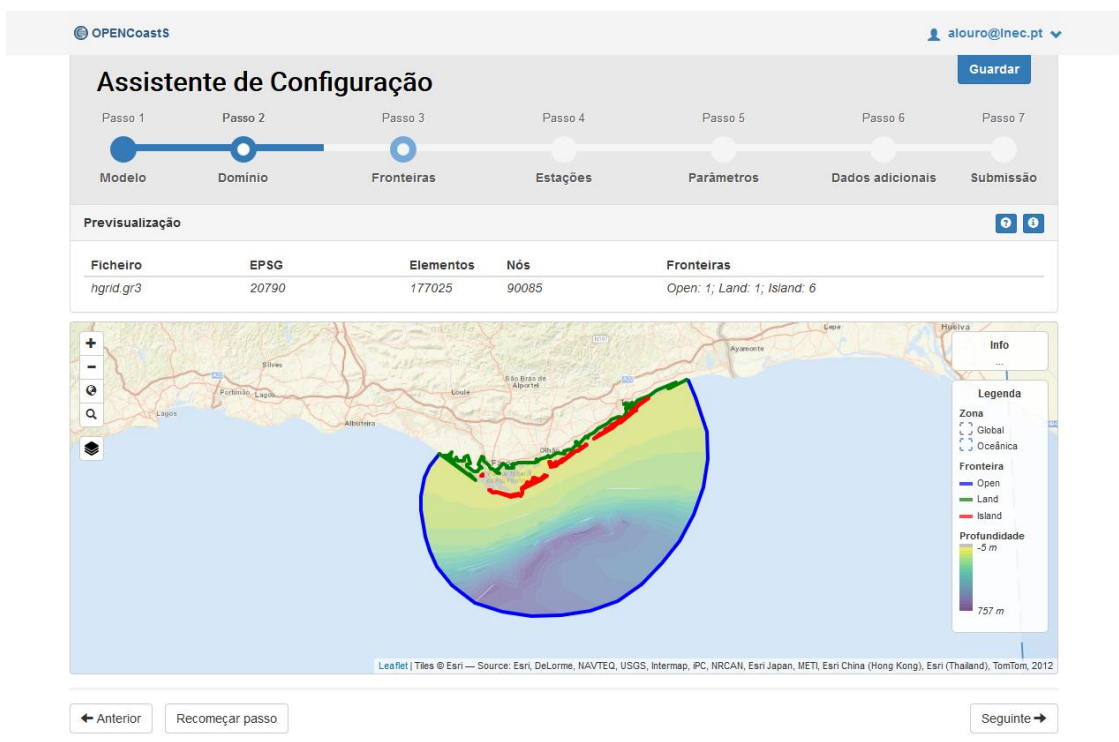 OPENCoastS
alouro@lnec.pt
Assistente de Configuração
Guardar
Passo 1 Passo 2 Passo 3 Passo 4 Passo 5 Passo 6 Passo 7
Modelo Domínio Fronteiras Estações Parâmetros Dados adicionais Submissão
Previsualização
Ficheiro EPSG Elementos Nós Fronteiras
hgrid.gr3 20790 177025 90085 Open: 1; Land: 1; Island: 6
+
-
Lepe Huelva
Ayamonte
Silves
Portimão Lagoa
Lagos
São Bras de
Alportel
Loule
Albufeira
Olhão
Info
...
Legenda
Zona
Global
Oceânica
Fronteira
Open
Land
Island
Profundidade
-5 m
757 m
Leaflet | Tiles © Esri — Source: Esri, DeLorme, NAVTEQ, USGS, Intermap, iPC, NRCAN, Esri Japan, METI, Esri China (Hong Kong), Esri (Thailand), TomTom, 2012
Anterior
Recomeçar passo
Seguinte